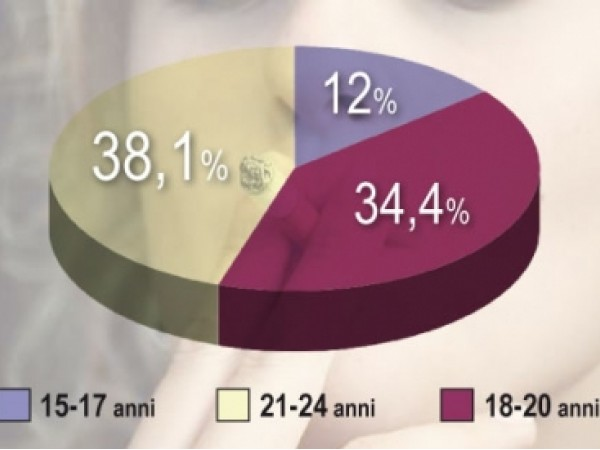 12%
38,1%
34,4%
15-17 anni
21-24 anni
18-20 anni